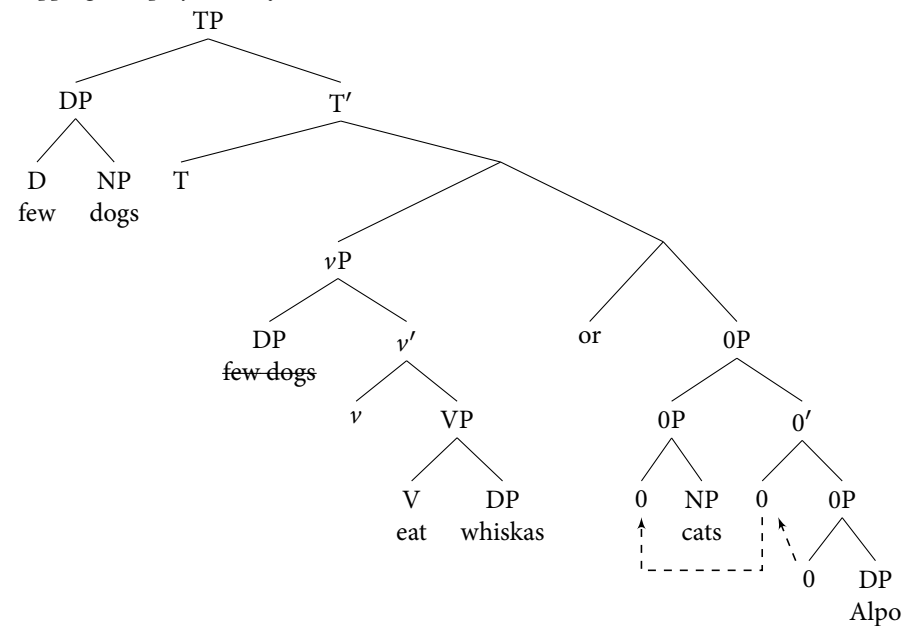 TP
DP T′
D NP T
few dogs
vP
DP v′ or 0P
few dogs
v VP 0P 0′
V DP 0 NP 0 0P
eat whiskas cats
0 DP
Alpo